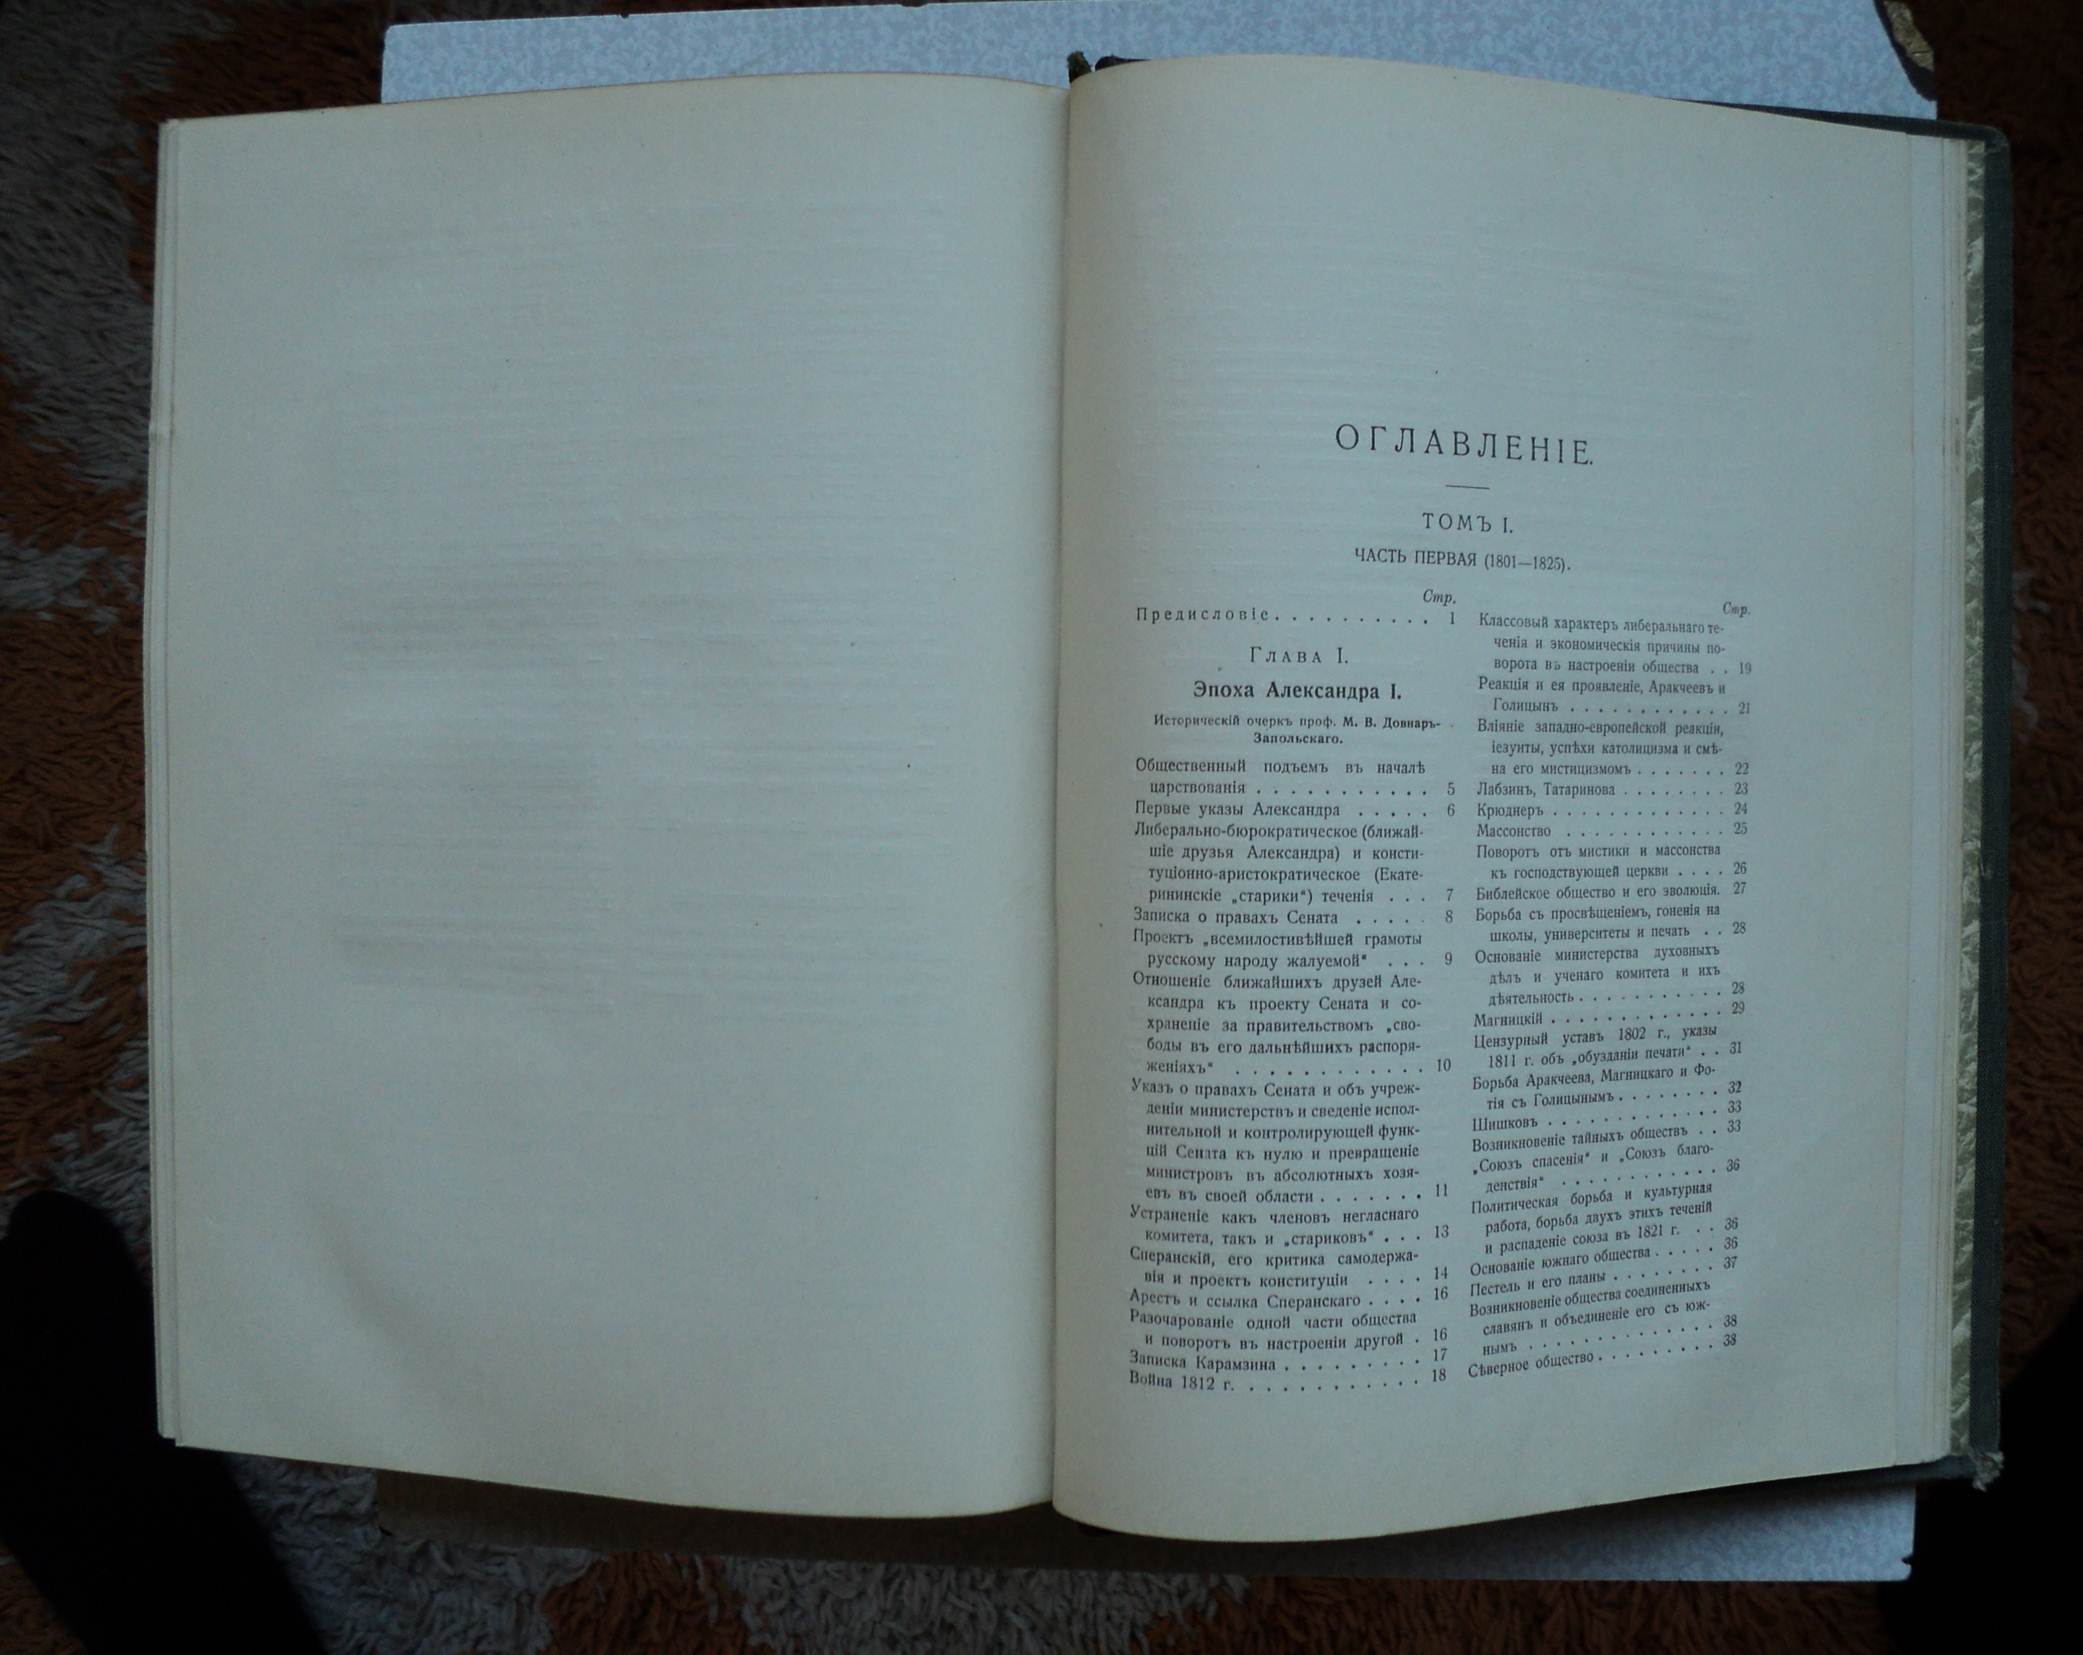 ОГЛАВЛЕНІЕ.
ТОМЪ I.
ЧАСТЬ ПЕРВАЯ (1801—1825).
Стр.
Предисловіе. . . . . . . . . . 1
Глава I.
Эпоха Александра I.
Историческій очеркъ проф. М. В. Довнаръ-
Запольскаго.
Общественный подъемъ въ началѣ
царствованія . . . . . . . . . . . 5
Первые указы Александра . . . . . 6
Либерально-бюрократическое (ближай-
шіе друзья Александра) и консти-
туціонно-аристократическое (Екате-
рининскіе „старики“) теченія . . . 7
Записка о правахъ Сената . . . . . 8
Проектъ „всемилостивѣйшей грамоты
русскому народу жалуемой“ . . . 9
Отношеніе ближайшихъ друзей Але-
ксандра къ проекту Сената и со-
храненіе за правительствомъ „сво-
боды въ его дальнѣйшихъ распоря-
женіяхъ“ . . . . . . . . . . . 10
Указъ о правахъ Сената и объ учреж-
деніи министерствъ и сведеніе испол-
нительной и контролирующей функ-
цій Сената къ нулю и превращеніе
министровъ въ абсолютныхъ хозя-
евъ въ своей области . . . . . . . 11
Устраненіе какъ членовъ негласнаго
комитета, такъ и „стариковъ“ . . . 13
Сперанскій, его критика самодержа-
вія и проектъ конституціи . . . . 14
Арестъ и ссылка Сперанскаго . . . . 16
Разочарованіе одной части общества
и поворотъ въ настроеніи другой . 16
Записка Карамзина . . . . . . . . . 17
Война 1812 г. . . . . . . . . . . . 18
Стр.
Классовый характеръ либеральнаго те-
ченія и экономическія причины по-
ворота въ настроеніи общества . . 19
Реакція и ея проявленіе, Аракчеевъ и
Голицынъ . . . . . . . . . . . . 21
Вліяніе западно-европейской реакціи,
іезуиты, успѣхи католицизма и смѣ-
на его мистицизмомъ . . . . . . . 22
Лабзинъ, Татаринова . . . . . . . . 23
Крюднеръ . . . . . . . . . . . . . 24
Массонство . . . . . . . . . . . . 25
Поворотъ отъ мистики и массонства
къ господствующей церкви . . . . 26
Библейское общество и его эволюція. 27
Борьба съ просвѣщеніемъ, гоненія на
школы, университеты и печать . . 28
Основаніе министерства духовныхъ
дѣлъ и ученаго комитета и ихъ
дѣятельность . . . . . . . . . . . 28
Магницкій . . . . . . . . . . . . . 29
Цензурный уставъ 1802 г., указы
1811 г. объ „обузданіи печати“ . . 31
Борьба Аракчеева, Магницкаго и Фо-
тія съ Голицынымъ . . . . . . . . 32
Шишковъ . . . . . . . . . . . . . 33
Возникновеніе тайныхъ обществъ . . 33
„Союзъ спасенія“ и „Союзъ благо-
денствія“ . . . . . . . . . . . . 36
Политическая борьба и культурная
работа, борьба двухъ этихъ теченій
и распаденіе союза въ 1821 г. . . 36
Основаніе южнаго общества . . . . . 36
Пестель и его планы . . . . . . . . 37
Возникновеніе общества соединенныхъ
славянъ и объединеніе его съ юж-
нымъ . . . . . . . . . . . . . . 38
Сѣверное общество . . . . . . . . . 38